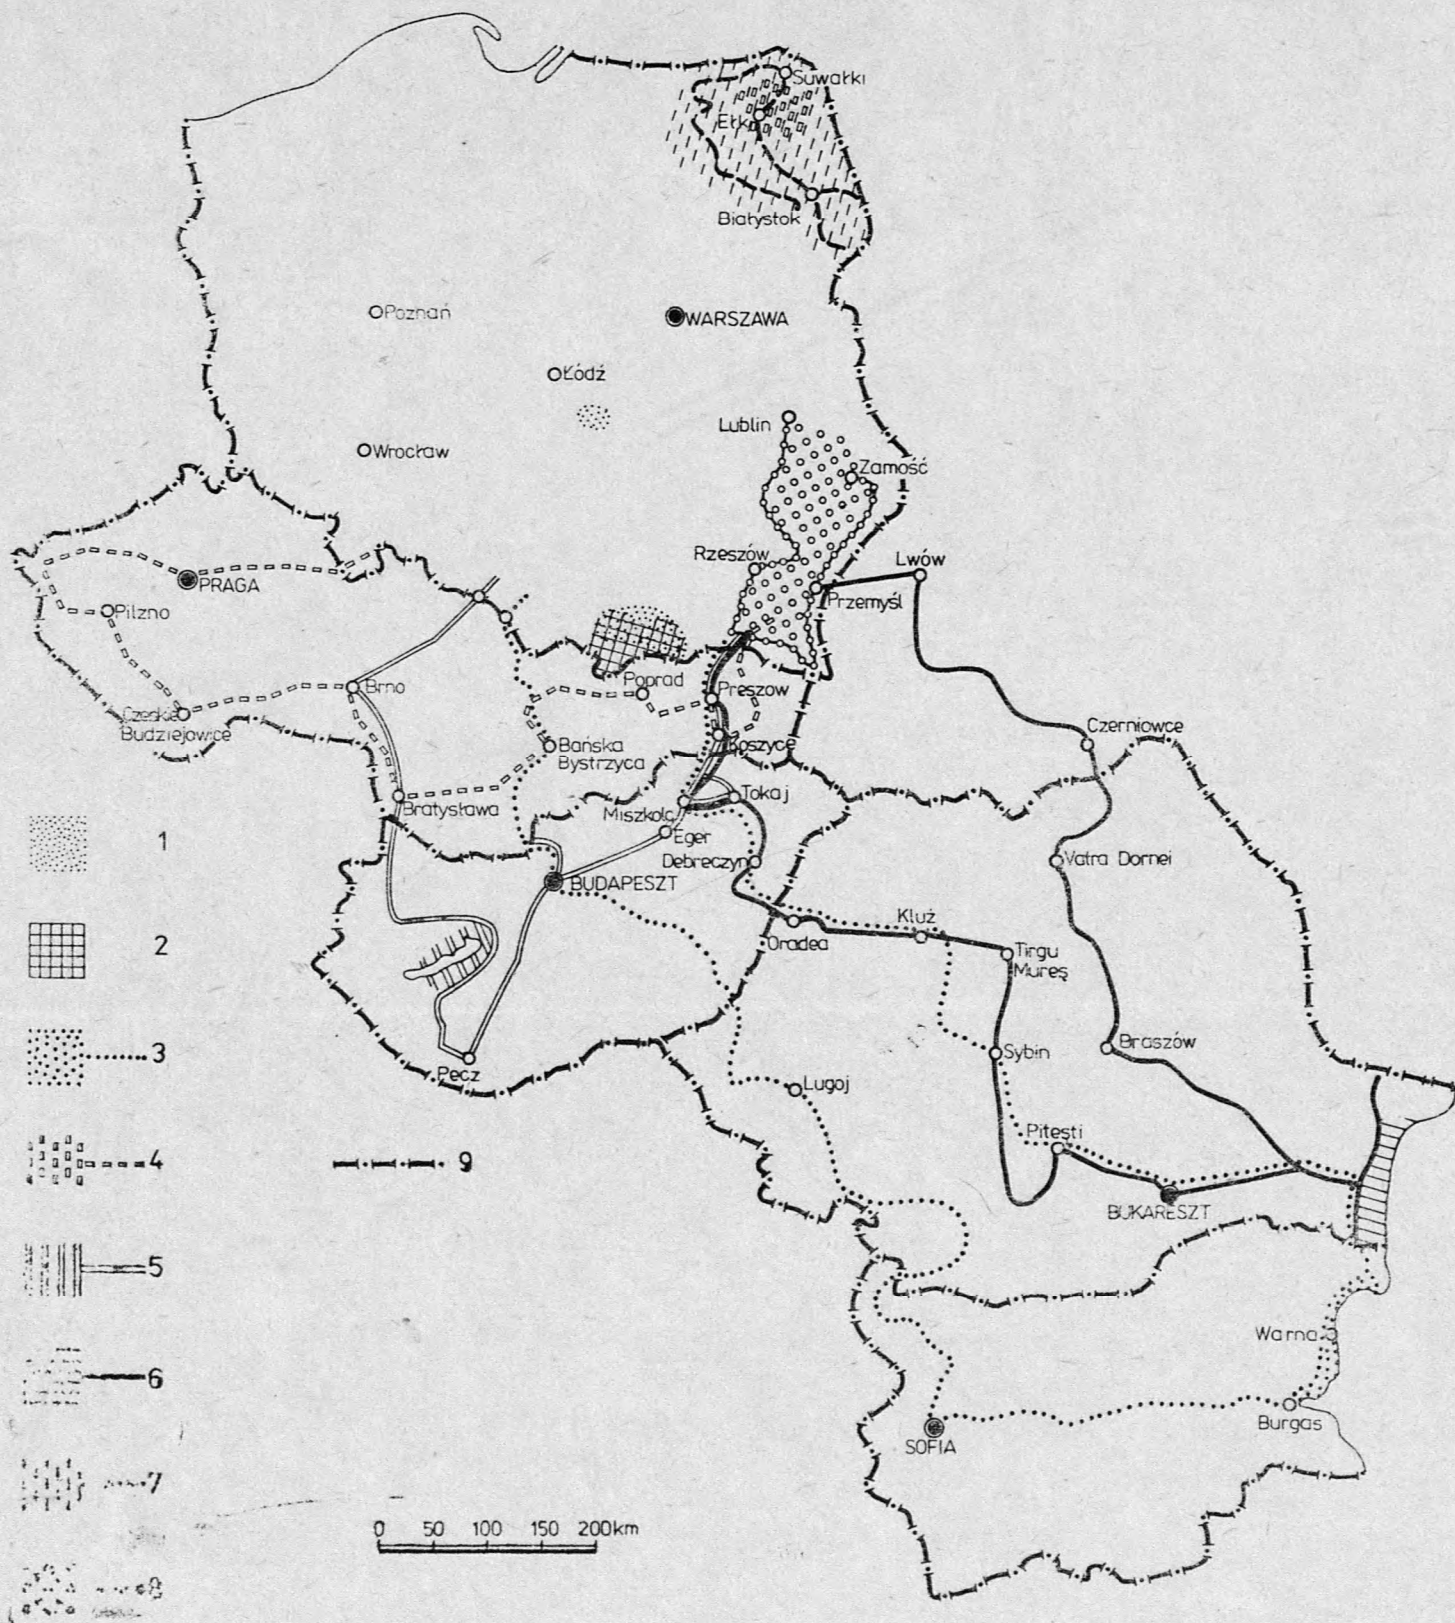 Suwałki
Ełk
Białystok
Poznań
WARSZAWA
Łódź
Lublin
Wrocław
Zamość
Rzeszów
Lwów
PRAGA
Przemyśl
Pilzno
Poprad
Brno
Preszow
Czeskie
Budziejowice
Czerniowce
Bańska
Bystrzyca
Koszyce
Bratysława
Tokaj
Miszkolc
Eger
Debreczyn
Vatra Dornei
BUDAPESZT
Kluż
Oradea
Tirgu
Mureş
Braszów
Sybin
Pecz
Lugoj
Piteşti
BUKARESZT
Warna
Burgas
SOFIA
1
2
3
4
9
5
6
7
8
0 50 100 150 200km